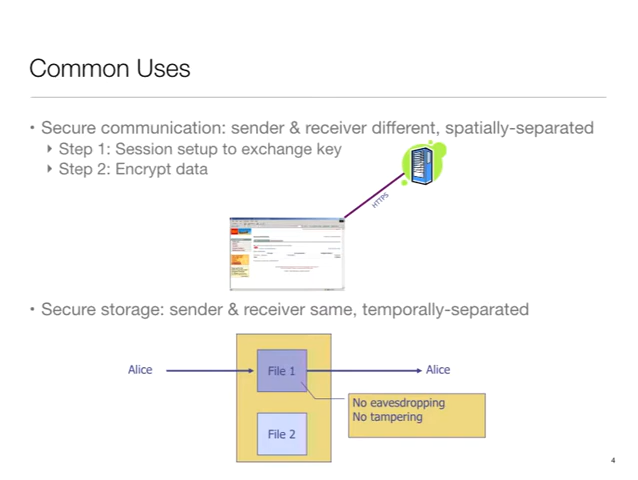 Common Uses
• Secure communication: sender & receiver different, spatially-separated
‣ Step 1: Session setup to exchange key
‣ Step 2: Encrypt data
HTTPS
• Secure storage: sender & receiver same, temporally-separated
Alice
File 1
Alice
No eavesdropping
No tampering
File 2
4